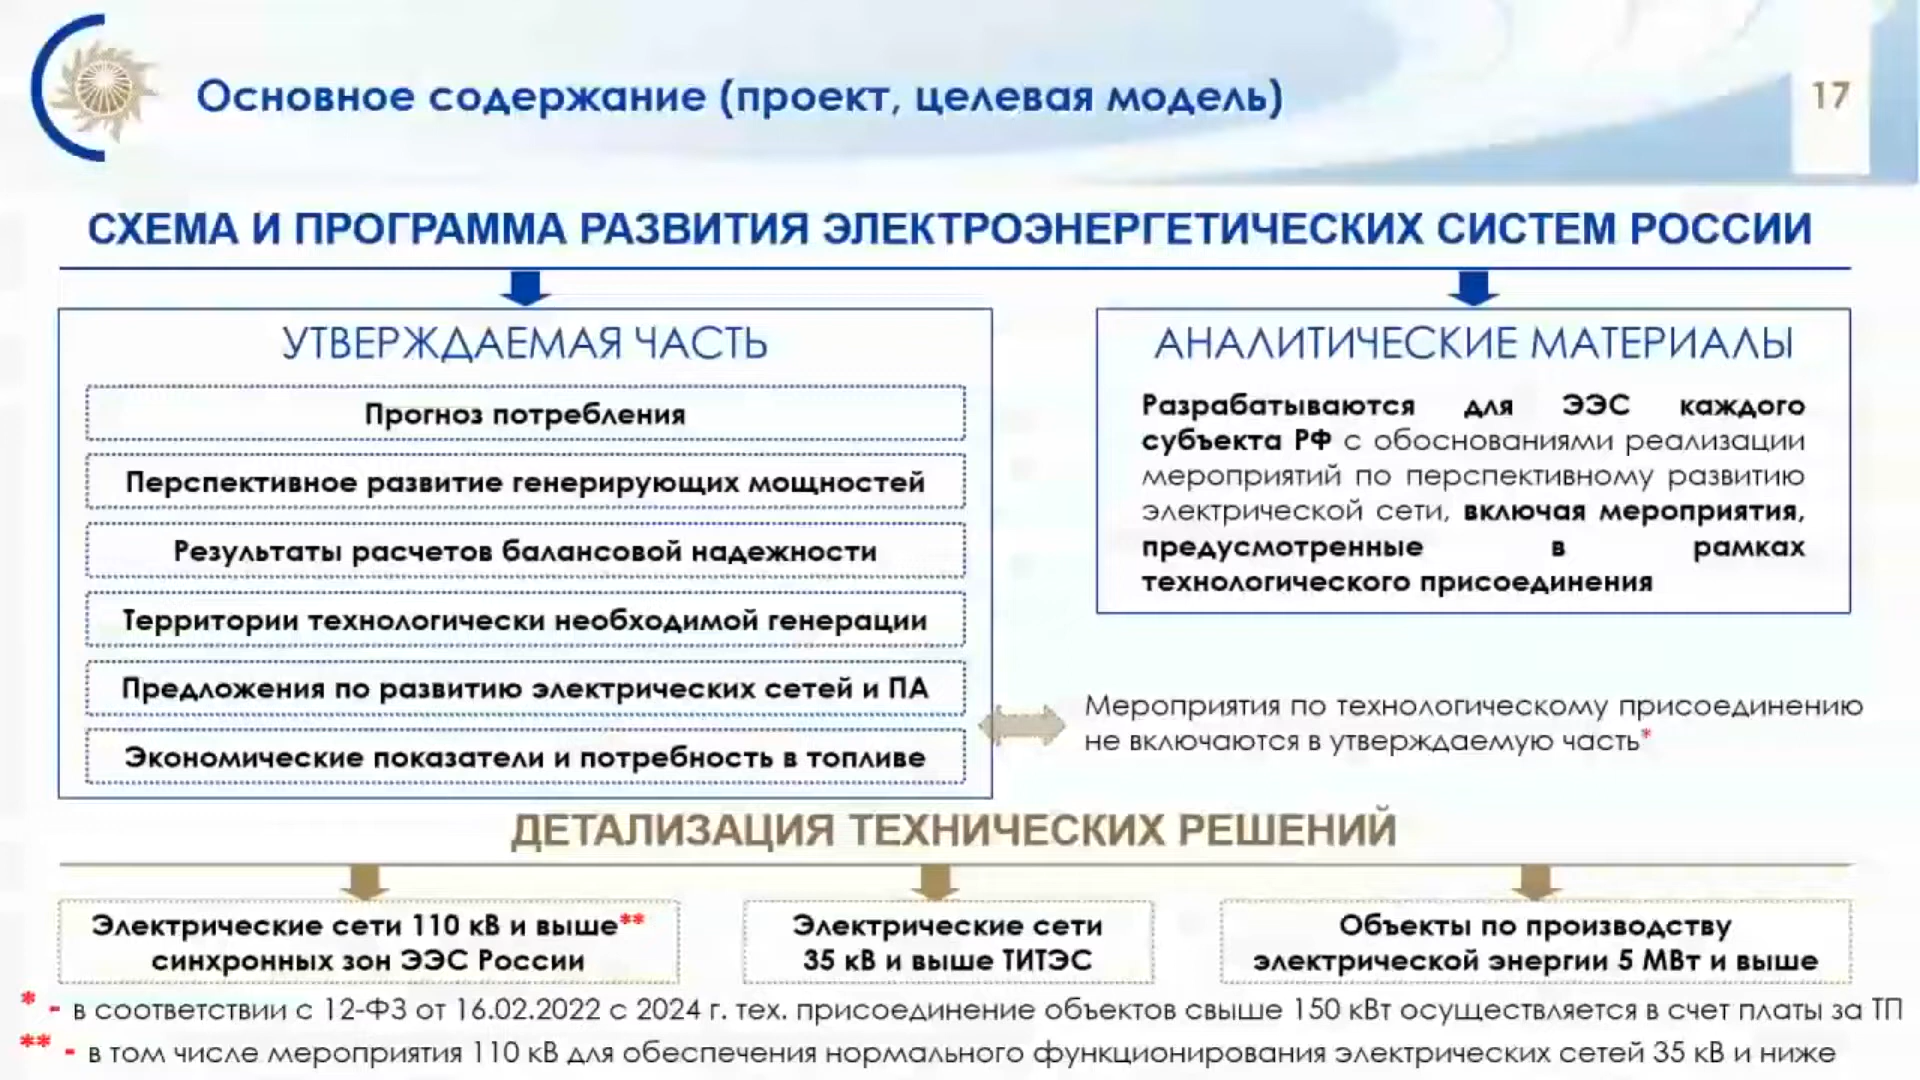 Основное содержание (проект, целевая модель)
17
СХЕМА И ПРОГРАММА РАЗВИТИЯ ЭЛЕКТРОЭНЕРГЕТИЧЕСКИХ СИСТЕМ РОССИИ
УТВЕРЖДАЕМАЯ ЧАСТЬ
Прогноз потребления
Перспективное развитие генерирующих мощностей
Результаты расчетов балансовой надежности
Территории технологически необходимой генерации
Предложения по развитию электрических сетей и ПА
Экономические показатели и потребность в топливе
АНАЛИТИЧЕСКИЕ МАТЕРИАЛЫ
Разрабатываются для ЭЭС каждого
субъекта РФ с обоснованиями реализации
мероприятий по перспективному развитию
электрической сети, включая мероприятия,
предусмотренные в рамках
технологического присоединения
Мероприятия по технологическому присоединению
не включаются в утверждаемую часть*
ДЕТАЛИЗАЦИЯ ТЕХНИЧЕСКИХ РЕШЕНИЙ
Электрические сети 110 кВ и выше**
синхронных зон ЭЭС России
Электрические сети
35 кВ и выше ТИТЭС
Объекты по производству
электрической энергии 5 МВт и выше
* - в соответствии с 12-ФЗ от 16.02.2022 с 2024 г. тех. присоединение объектов свыше 150 кВт осуществляется в счет платы за ТП
** - в том числе мероприятия 110 кВ для обеспечения нормального функционирования электрических сетей 35 кВ и ниже